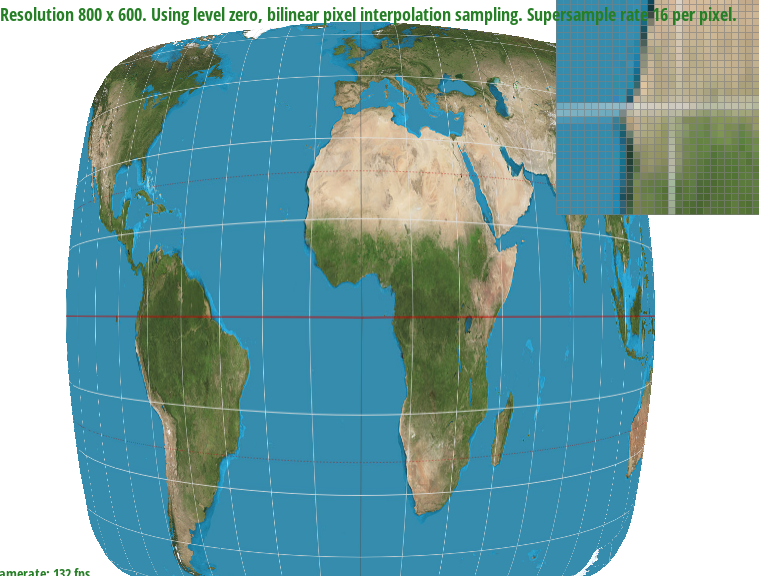 Resolution 800 x 600. Using level zero, bilinear pixel interpolation sampling. Supersample rate 16 per pixel.
amerate: 132 fps